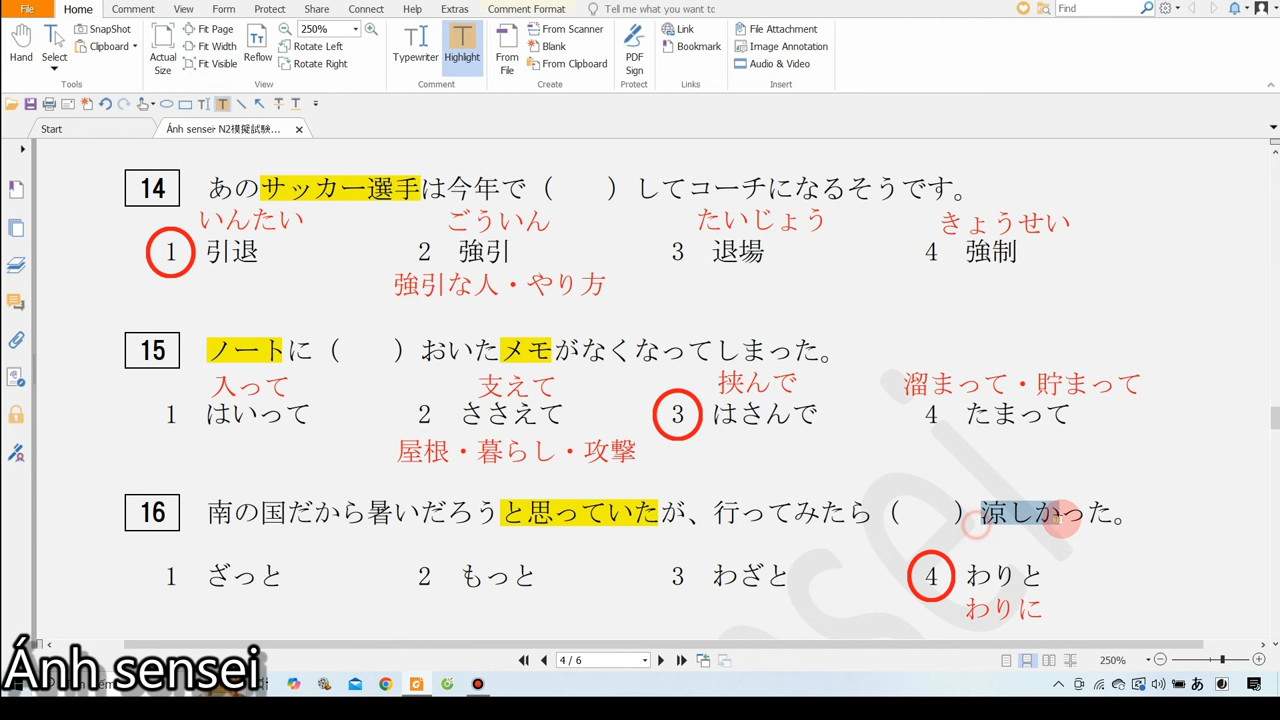 File Home Comment View Form Protect Share Connect Help Extras Comment Format Tell me what you want to Find
Hand Select SnapShot Clipboard Actual Size Fit Page Fit Width Fit Visible Reflow 250% Rotate Left Rotate Right Typewriter Highlight From File From Scanner Blank From Clipboard PDF Sign Link Bookmark File Attachment Image Annotation Audio & Video
Tools View Comment Create Protect Links Insert
Start Ánh sensei N2模擬試験...
14 あのサッカー選手は今年で（　　）してコーチになるそうです。
いんたい ごういん たいじょう きょうせい
1 引退 2 強引 3 退場 4 強制
強引な人・やり方
15 ノートに（　　）おいたメモがなくなってしまった。
入って 支えて 挟んで 溜まって・貯まって
1 はいって 2 ささえて 3 はさんで 4 たまって
屋根・暮らし・攻撃
16 南の国だから暑いだろうと思っていたが、行ってみたら（　　）涼しかった。
1 ざっと 2 もっと 3 わざと 4 わりと
わりに
4 / 6 250%
Ánh sensei
あ